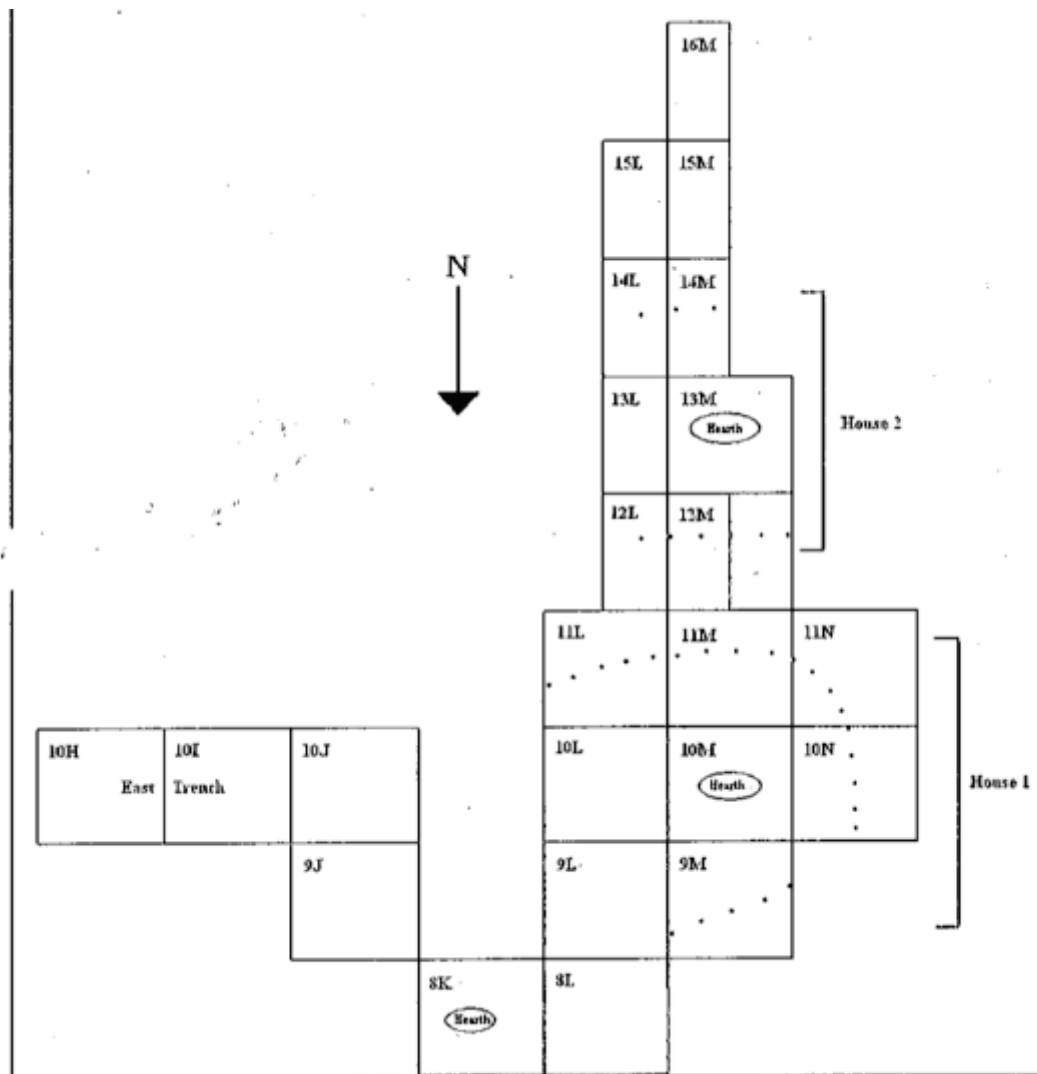 16M
15L 15M
N
14L 14M
13L 13M
Hearth
House 2
12L 12M
11L 11M 11N
10H 10I 10J 10L 10M 10N
East Trench
Hearth
House 1
9J 9L 9M
8K 8L
Hearth